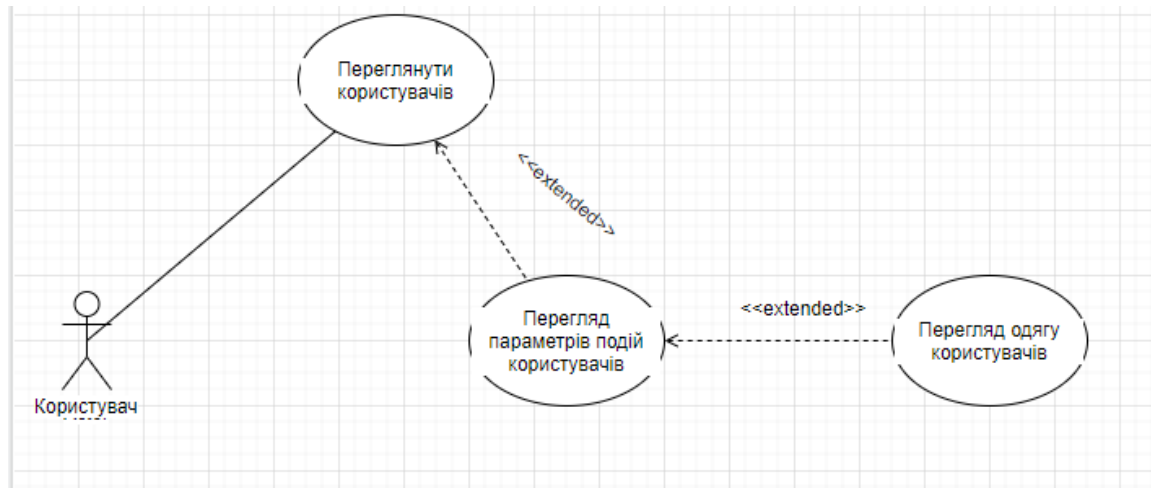 Переглянути
користувачів
<<extended>>
Перегляд
параметрів подій
користувачів
<<extended>>
Перегляд одягу
користувачів
Користувач